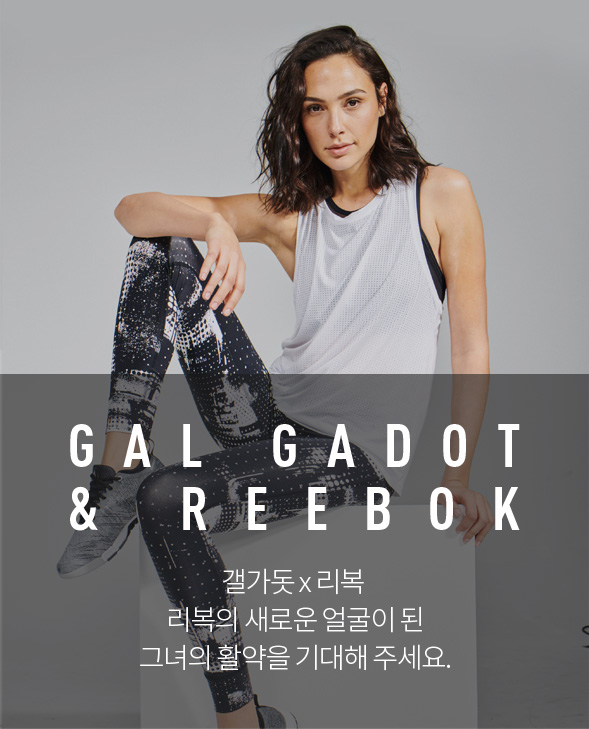 GAL GADOT
& REEBOK
갤가돗 x 리복
리복의 새로운 얼굴이 된
그녀의 활약을 기대해 주세요.